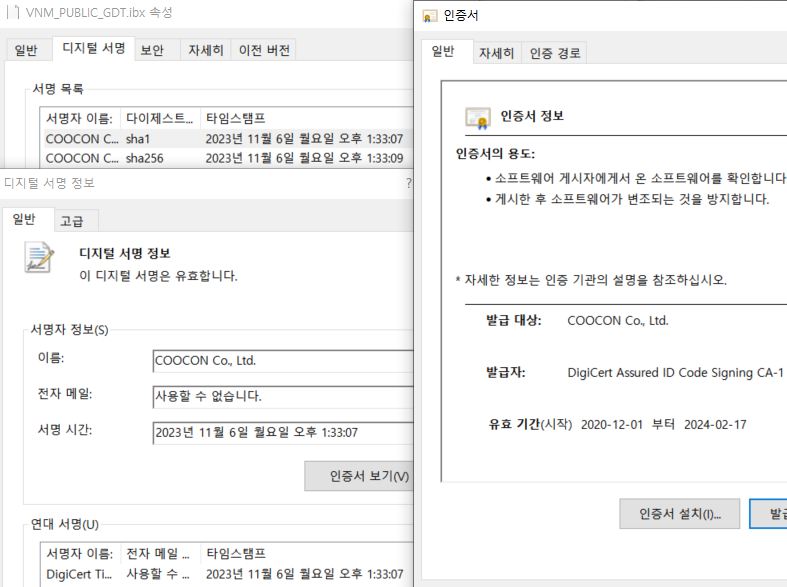 VNM_PUBLIC_GDT.ibx 속성
일반 디지털 서명 보안 자세히 이전 버전
서명 목록
서명자 이름: 다이제스트... 타임스탬프
COOCON C... sha1 2023년 11월 6일 월요일 오후 1:33:07
COOCON C... sha256 2023년 11월 6일 월요일 오후 1:33:09
디지털 서명 정보 ?
일반 고급
디지털 서명 정보
이 디지털 서명은 유효합니다.
서명자 정보(S)
이름: COOCON Co., Ltd.
전자 메일: 사용할 수 없습니다.
서명 시간: 2023년 11월 6일 월요일 오후 1:33:07
인증서 보기(V)
연대 서명(U)
서명자 이름: 전자 메일 ... 타임스탬프
DigiCert Ti... 사용할 수 ... 2023년 11월 6일 월요일 오후 1:33:07
인증서
일반 자세히 인증 경로
인증서 정보
인증서의 용도:
• 소프트웨어 게시자에게서 온 소프트웨어를 확인합니다
• 게시한 후 소프트웨어가 변조되는 것을 방지합니다.
* 자세한 정보는 인증 기관의 설명을 참조하십시오.
발급 대상: COOCON Co., Ltd.
발급자: DigiCert Assured ID Code Signing CA-1
유효 기간(시작) 2020-12-01 부터 2024-02-17
인증서 설치(I)... 발급